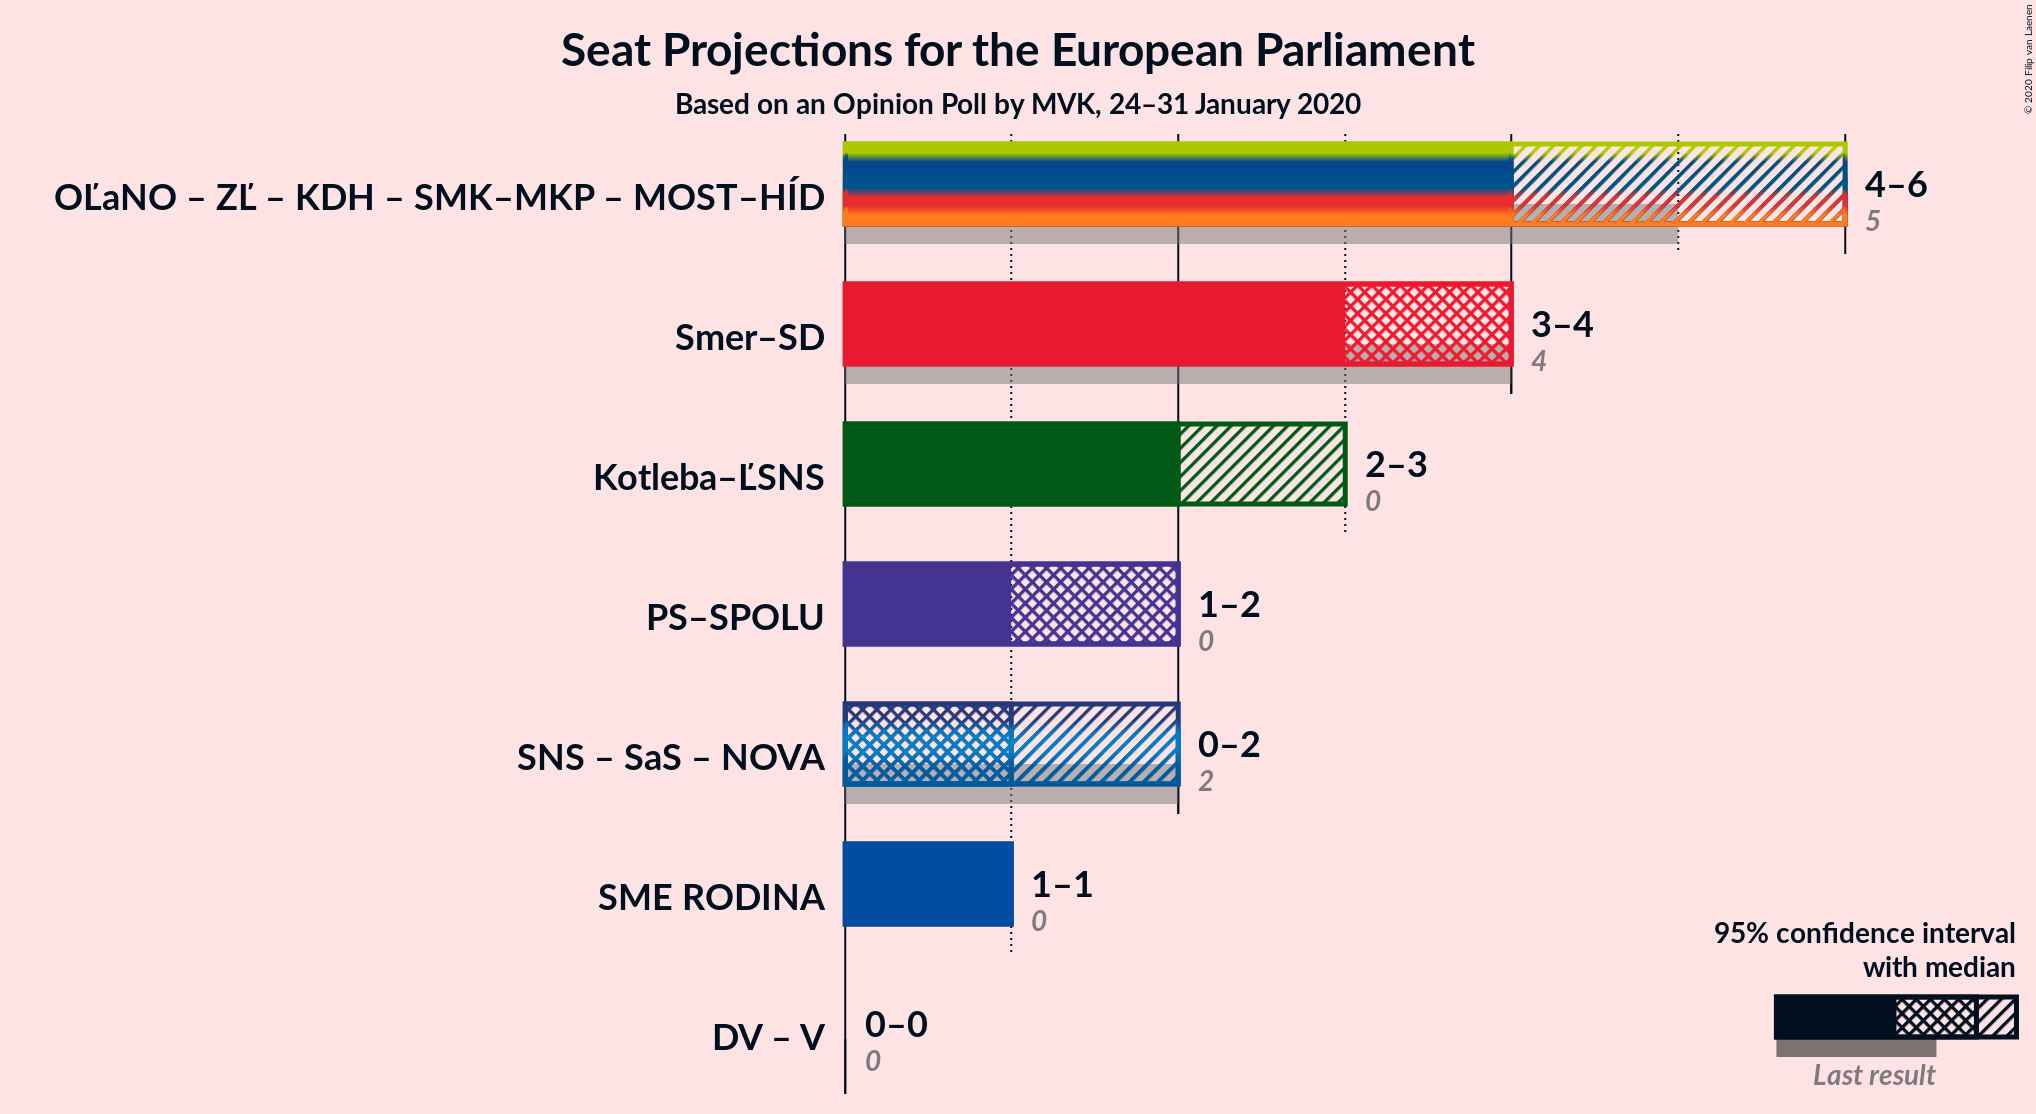 Seat Projections for the European Parliament
Based on an Opinion Poll by MVK, 24–31 January 2020
© 2020 Filip van Laenen
OĽaNO – ZĽ – KDH – SMK–MKP – MOST–HÍD
4–6
5
Smer–SD
3–4
4
Kotleba–ĽSNS
2–3
0
PS–SPOLU
1–2
0
SNS – SaS – NOVA
0–2
2
SME RODINA
1–1
0
DV – V
0–0
0
95% confidence interval
with median
Last result